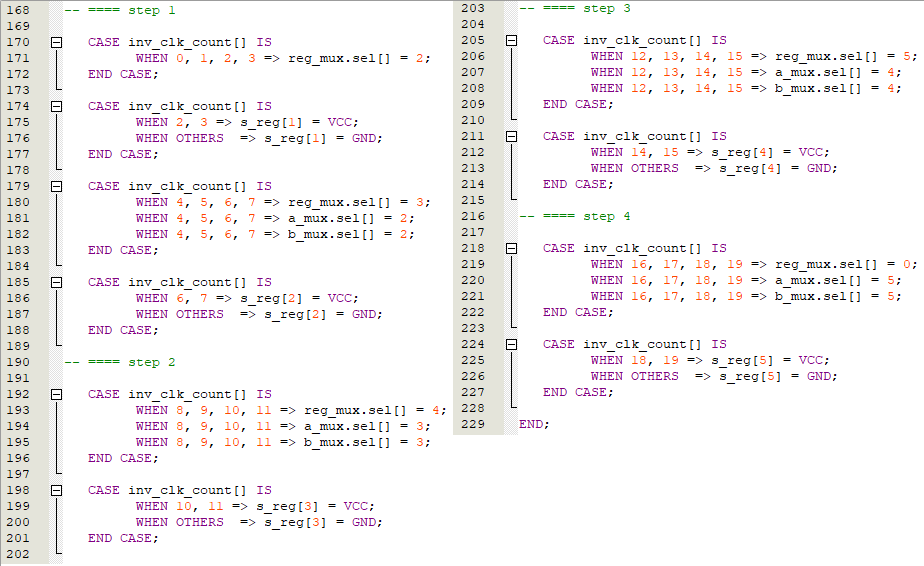 168 -- ==== step 1
169
170 CASE inv_clk_count[] IS
171 WHEN 0, 1, 2, 3 => reg_mux.sel[] = 2;
172 END CASE;
173
174 CASE inv_clk_count[] IS
175 WHEN 2, 3 => s_reg[1] = VCC;
176 WHEN OTHERS => s_reg[1] = GND;
177 END CASE;
178
179 CASE inv_clk_count[] IS
180 WHEN 4, 5, 6, 7 => reg_mux.sel[] = 3;
181 WHEN 4, 5, 6, 7 => a_mux.sel[] = 2;
182 WHEN 4, 5, 6, 7 => b_mux.sel[] = 2;
183 END CASE;
184
185 CASE inv_clk_count[] IS
186 WHEN 6, 7 => s_reg[2] = VCC;
187 WHEN OTHERS => s_reg[2] = GND;
188 END CASE;
189
190 -- ==== step 2
191
192 CASE inv_clk_count[] IS
193 WHEN 8, 9, 10, 11 => reg_mux.sel[] = 4;
194 WHEN 8, 9, 10, 11 => a_mux.sel[] = 3;
195 WHEN 8, 9, 10, 11 => b_mux.sel[] = 3;
196 END CASE;
197
198 CASE inv_clk_count[] IS
199 WHEN 10, 11 => s_reg[3] = VCC;
200 WHEN OTHERS => s_reg[3] = GND;
201 END CASE;
202
203 -- ==== step 3
204
205 CASE inv_clk_count[] IS
206 WHEN 12, 13, 14, 15 => reg_mux.sel[] = 5;
207 WHEN 12, 13, 14, 15 => a_mux.sel[] = 4;
208 WHEN 12, 13, 14, 15 => b_mux.sel[] = 4;
209 END CASE;
210
211 CASE inv_clk_count[] IS
212 WHEN 14, 15 => s_reg[4] = VCC;
213 WHEN OTHERS => s_reg[4] = GND;
214 END CASE;
215
216 -- ==== step 4
217
218 CASE inv_clk_count[] IS
219 WHEN 16, 17, 18, 19 => reg_mux.sel[] = 0;
220 WHEN 16, 17, 18, 19 => a_mux.sel[] = 5;
221 WHEN 16, 17, 18, 19 => b_mux.sel[] = 5;
222 END CASE;
223
224 CASE inv_clk_count[] IS
225 WHEN 18, 19 => s_reg[5] = VCC;
226 WHEN OTHERS => s_reg[5] = GND;
227 END CASE;
228
229 END;